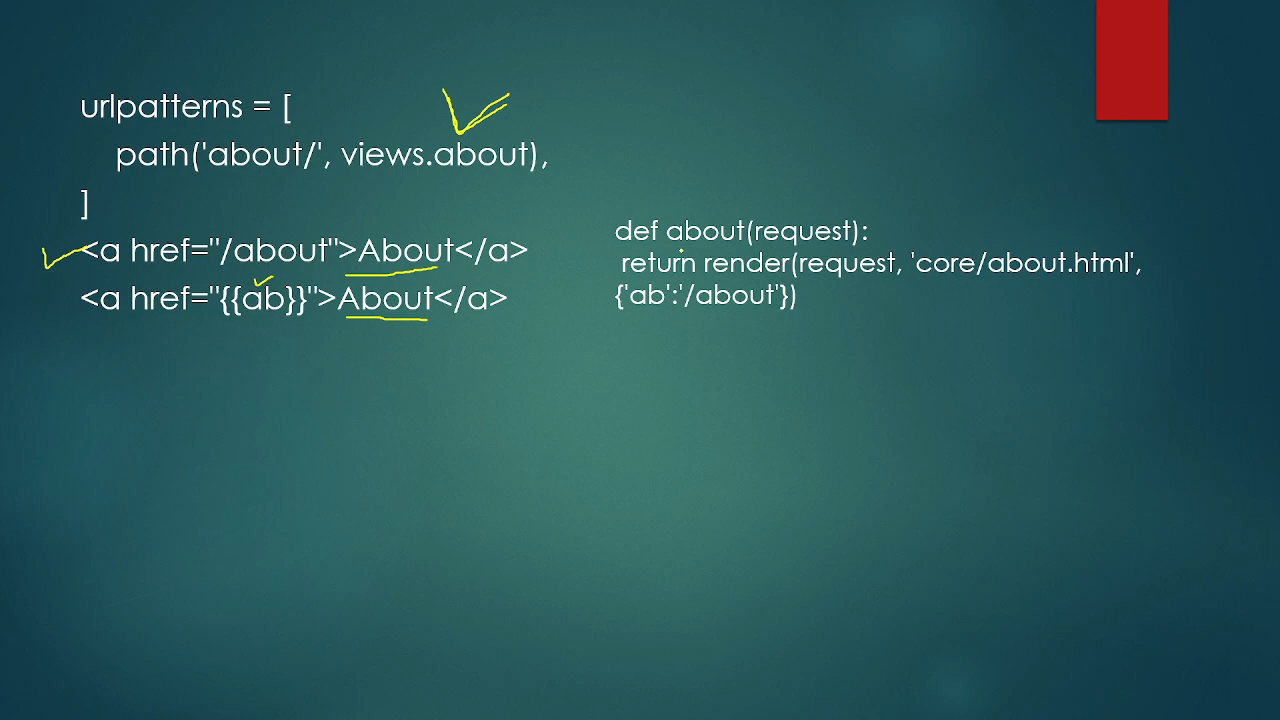 urlpatterns = [
path('about/', views.about),
]
<a href="/about">About</a>
<a href="{{ab}}">About</a>
def about(request):
return render(request, 'core/about.html',
{'ab':'/about'})